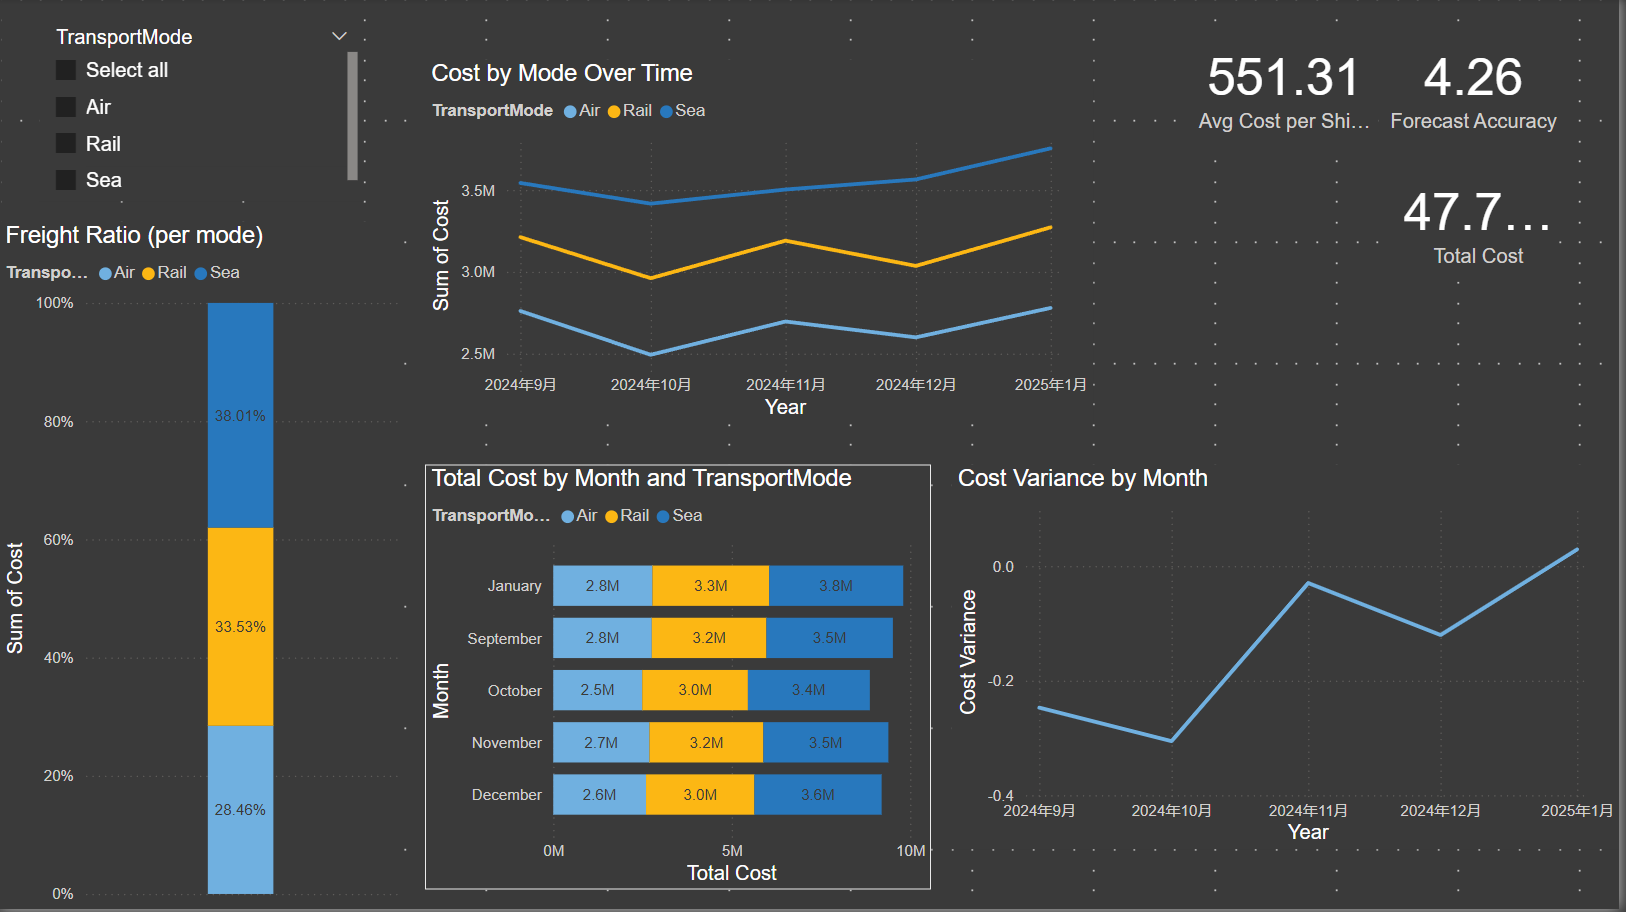 TransportMode
Select all
Air
Rail
Sea
Freight Ratio (per mode)
Transpo... Air Rail Sea
100%
80%
60%
40%
20%
0%
Sum of Cost
38.01%
33.53%
28.46%
Cost by Mode Over Time
TransportMode Air Rail Sea
Sum of Cost
3.5M
3.0M
2.5M
2024年9月 2024年10月 2024年11月 2024年12月 2025年1月
Year
551.31
Avg Cost per Shi...
4.26
Forecast Accuracy
47.7...
Total Cost
Total Cost by Month and TransportMode
TransportMo... Air Rail Sea
Month
January 2.8M 3.3M 3.8M
September 2.8M 3.2M 3.5M
October 2.5M 3.0M 3.4M
November 2.7M 3.2M 3.5M
December 2.6M 3.0M 3.6M
0M 5M 10M
Total Cost
Cost Variance by Month
Cost Variance
0.0
-0.2
-0.4
2024年9月 2024年10月 2024年11月 2024年12月 2025年1月
Year